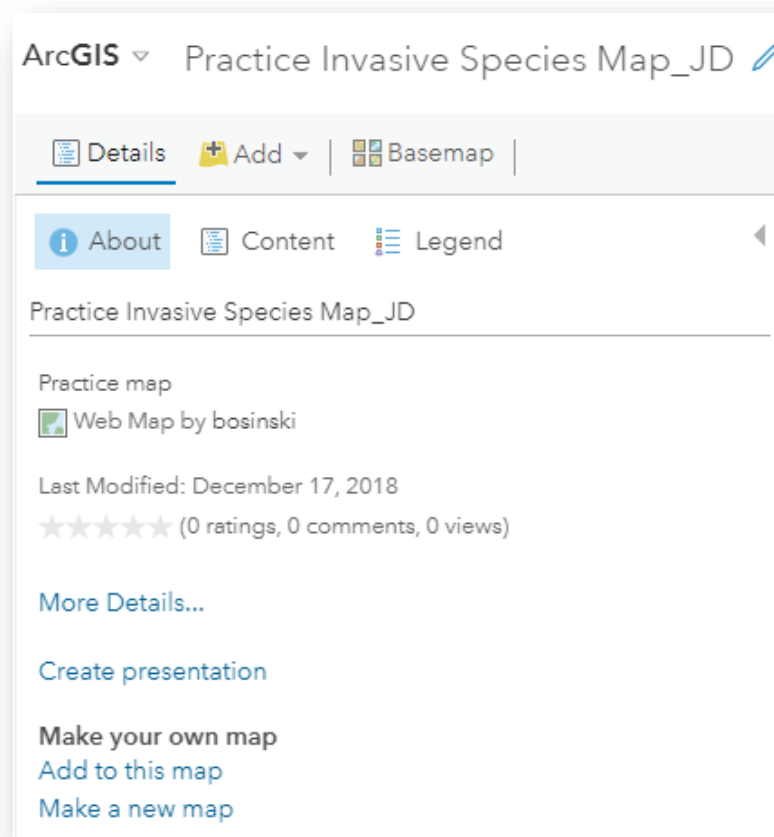 ArcGIS Practice Invasive Species Map_JD
Details Add Basemap
About Content Legend
Practice Invasive Species Map_JD
Practice map
Web Map by bosinski
Last Modified: December 17, 2018
(0 ratings, 0 comments, 0 views)
More Details...
Create presentation
Make your own map
Add to this map
Make a new map